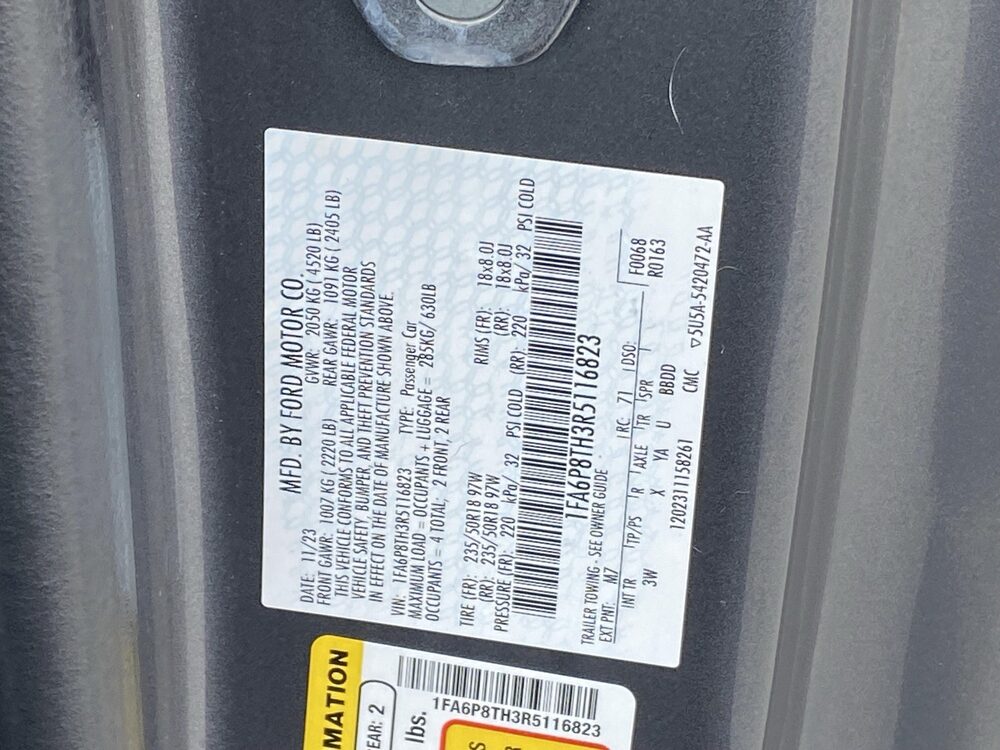 MFD. BY FORD MOTOR CO.
DATE: 11/23 GVWR: 2050 KG ( 4520 LB)
FRONT GAWR: 1007 KG ( 2220 LB) REAR GAWR: 1091 KG ( 2405 LB)
THIS VEHICLE CONFORMS TO ALL APPLICABLE FEDERAL MOTOR
VEHICLE SAFETY, BUMPER, AND THEFT PREVENTION STANDARDS
IN EFFECT ON THE DATE OF MANUFACTURE SHOWN ABOVE.
VIN: 1FA6P8TH3R5116823 TYPE: Passenger Car
MAXIMUM LOAD = OCCUPANTS + LUGGAGE = 285KG/ 630LB
OCCUPANTS = 4 TOTAL; 2 FRONT, 2 REAR
TIRE (FR): 235/50R18 97W RIMS (FR): 18x8.0J
(RR): 235/50R18 97W (RR): 18x8.0J
PRESSURE (FR): 220 kPa/ 32 PSI COLD (RR): 220 kPa/ 32 PSI COLD
1FA6P8TH3R5116823
TRAILER TOWING - SEE OWNER GUIDE -
EXT PNT: M7 RC: 71 DSO: F0068
R0163
INT TR TP/PS R AXLE TR SPR
3W X YA U BBDD
1202311158261 CMC ▽5U5A-5420472-AA
MATION
EAR: 2
lbs.
1FA6P8TH3R5116823